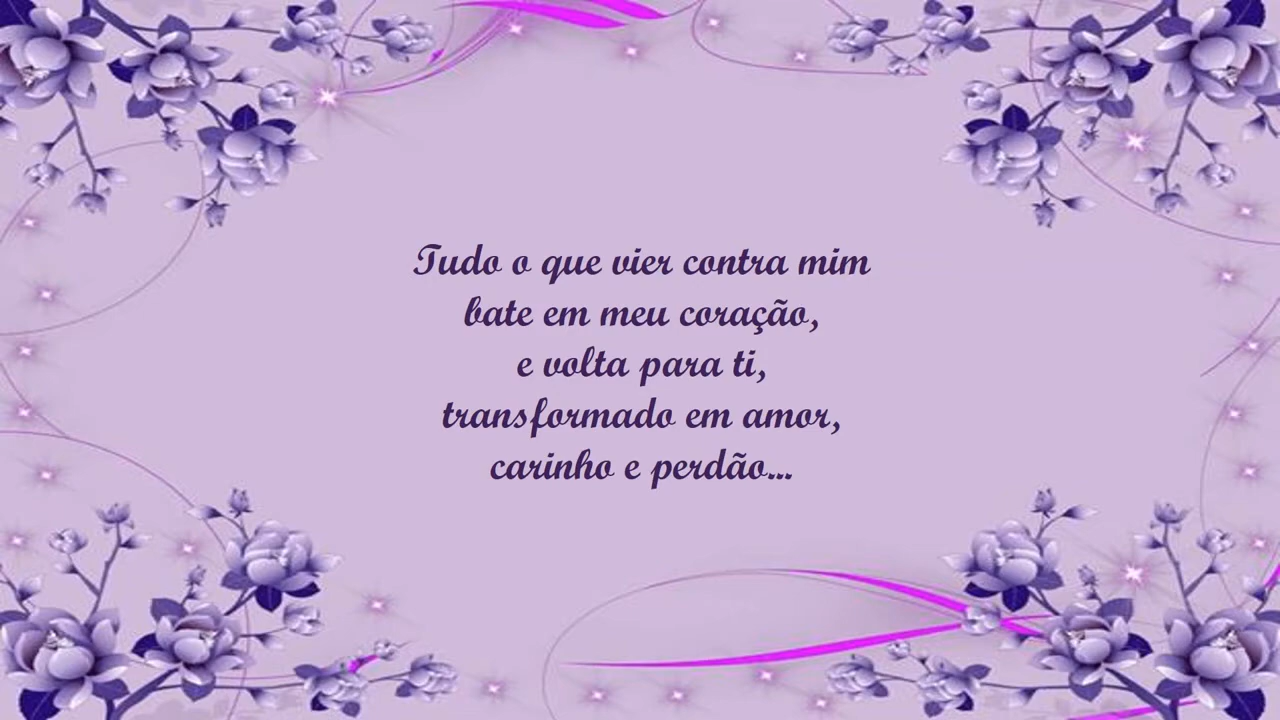 Tudo o que vier contra mim
bate em meu coração,
e volta para ti,
transformado em amor,
carinho e perdão...